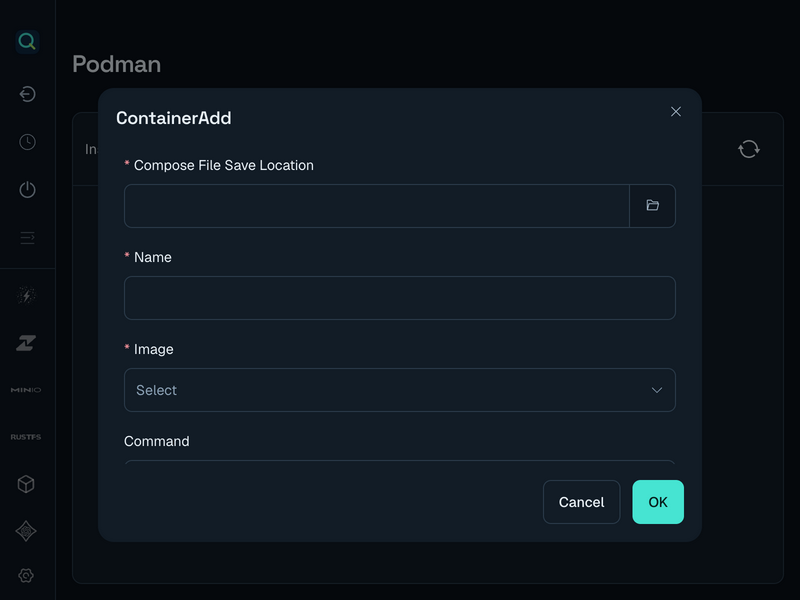 Podman
In
ContainerAdd
* Compose File Save Location
* Name
* Image
Select
Command
Cancel
OK
MINIO
RUSTFS